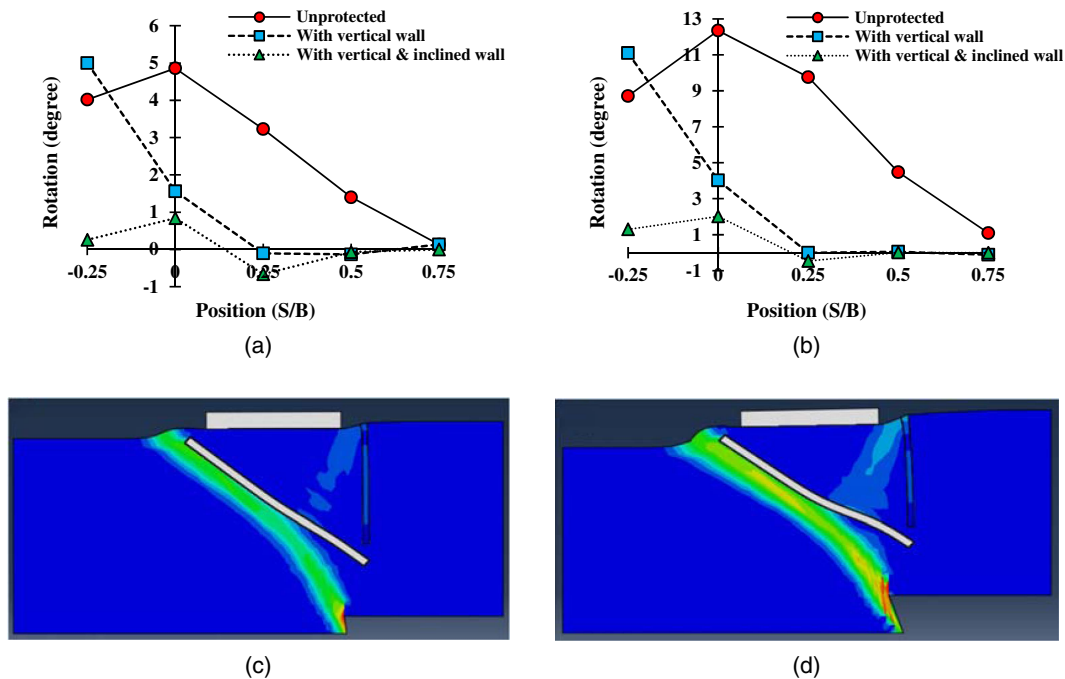 Unprotected
With vertical wall
With vertical & inclined wall
Rotation (degree)
6
5
4
3
2
1
0
-1
-0.25
0
0.25
0.5
0.75
Position (S/B)
(a)
Unprotected
With vertical wall
With vertical & inclined wall
Rotation (degree)
13
11
9
7
5
3
1
-1
-0.25
0
0.25
0.5
0.75
Position (S/B)
(b)
(c)
(d)